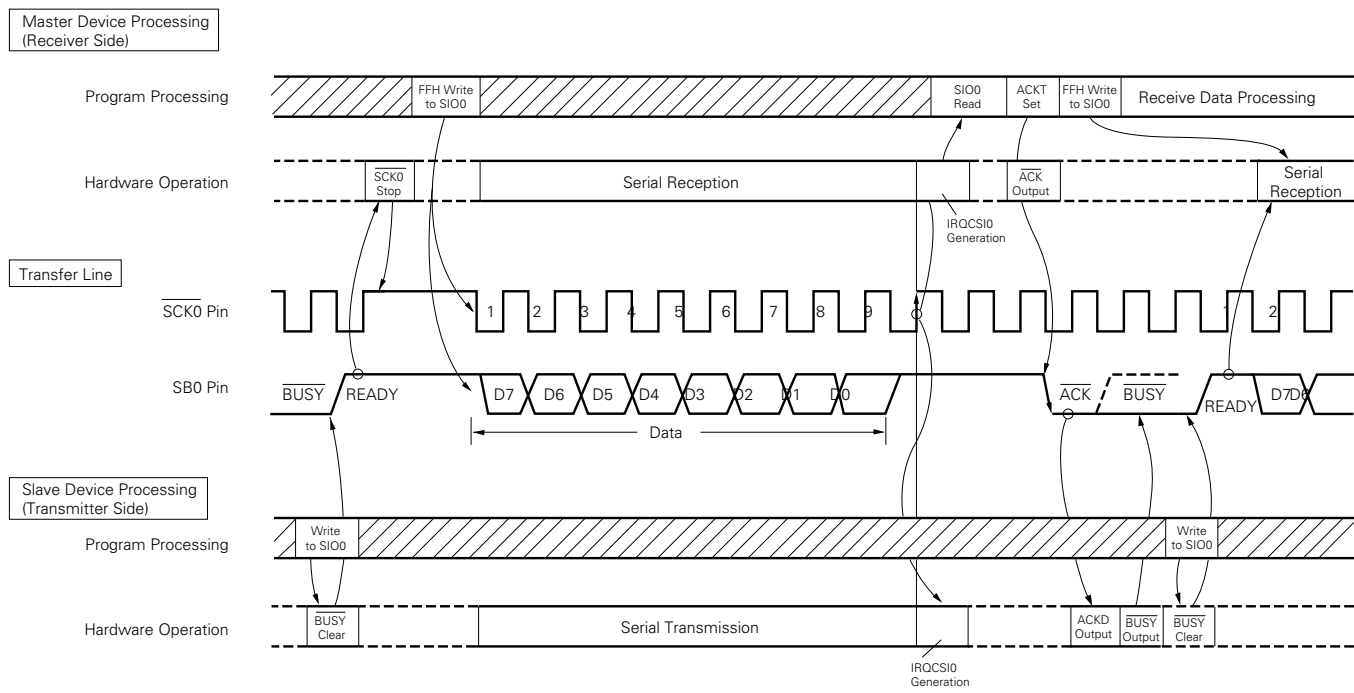 Master Device Processing
(Receiver Side)
Program Processing
FFH Write
to SIO0
SIO0
Read
ACKT
Set
FFH Write
to SIO0
Receive Data Processing
Hardware Operation
SCK0
Stop
Serial Reception
IRQCSI0
Generation
ACK
Output
Serial
Reception
Transfer Line
SCK0 Pin
1 2 3 4 5 6 7 8 9 1 2
SB0 Pin
BUSY READY D7 D6 D5 D4 D3 D2 D1 D0 ACK BUSY READY D7 D6
Data
Slave Device Processing
(Transmitter Side)
Program Processing
Write
to SIO0
Write
to SIO0
Hardware Operation
BUSY
Clear
Serial Transmission
IRQCSI0
Generation
ACKD
Output
BUSY
Output
BUSY
Clear